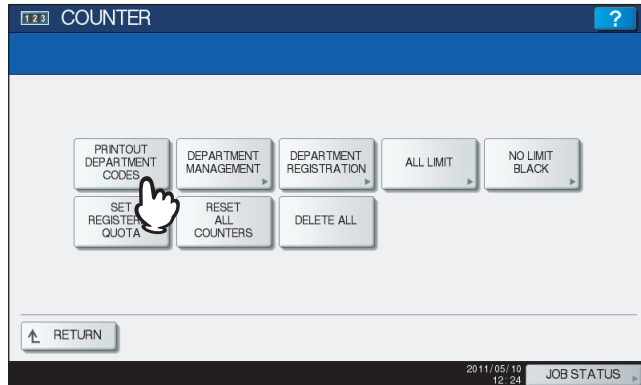 123 COUNTER
?
PRINTOUT
DEPARTMENT
CODES
DEPARTMENT
MANAGEMENT
DEPARTMENT
REGISTRATION
ALL LIMIT
NO LIMIT
BLACK
SET
QUOTA
RESET
ALL
COUNTERS
DELETE ALL
RETURN
2011/05/10
12:24
JOB STATUS